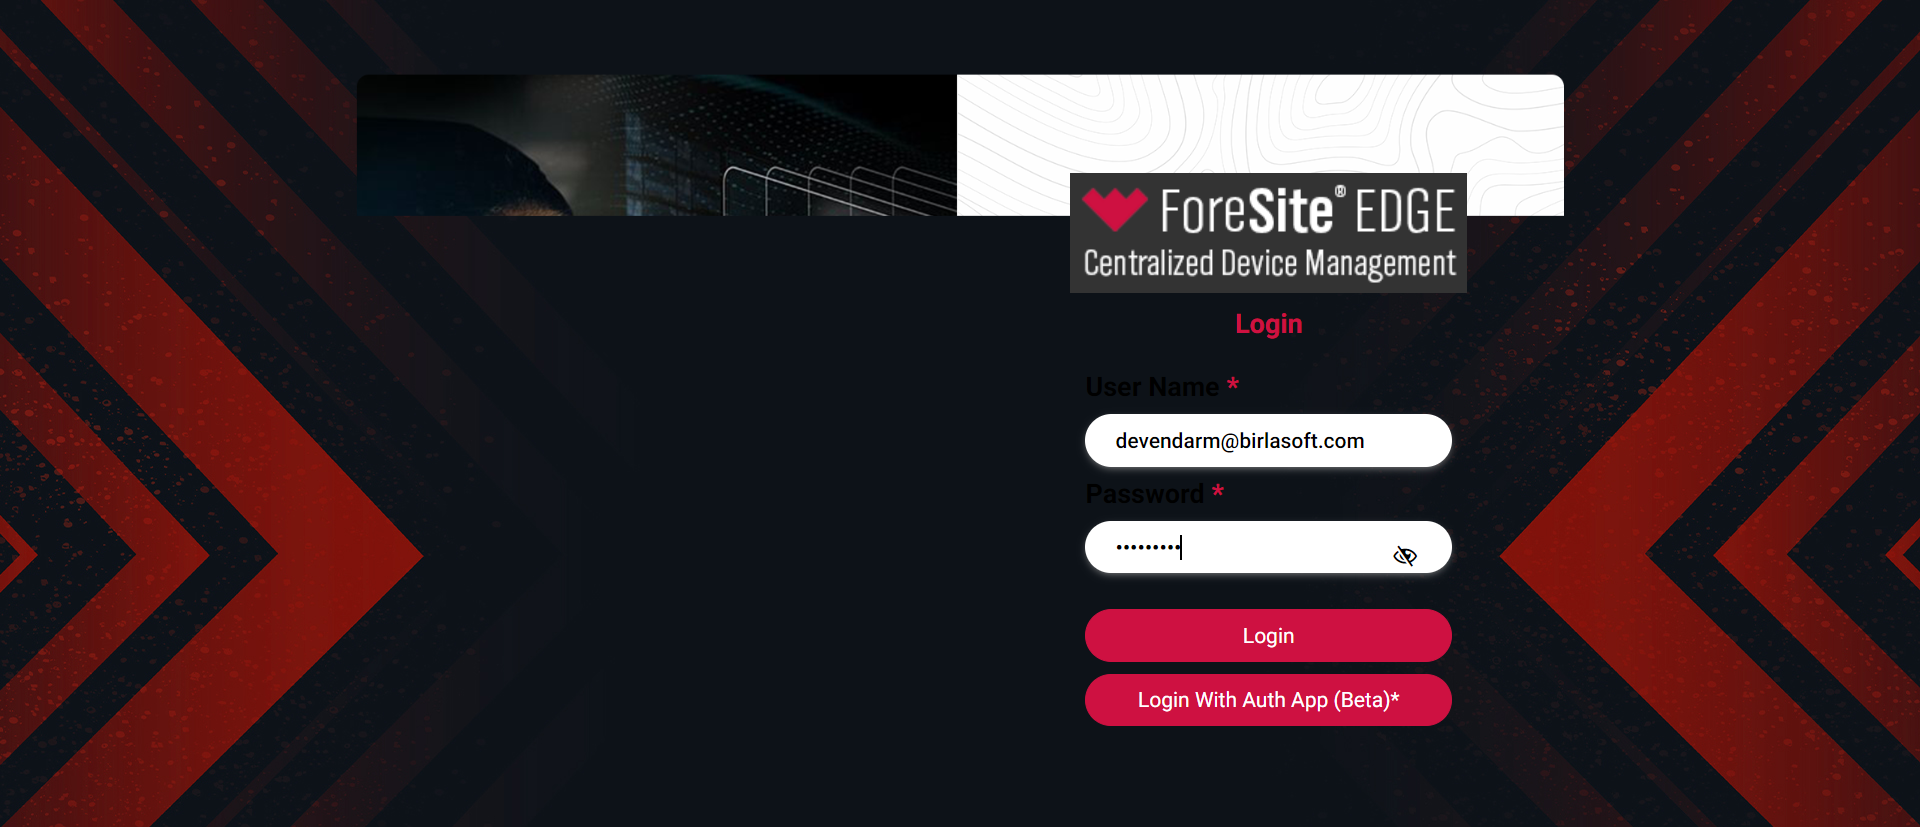 ForeSite® EDGE
Centralized Device Management
Login
User Name *
devendarm@birlasoft.com
Password *
•••••••••
Login
Login With Auth App (Beta)*